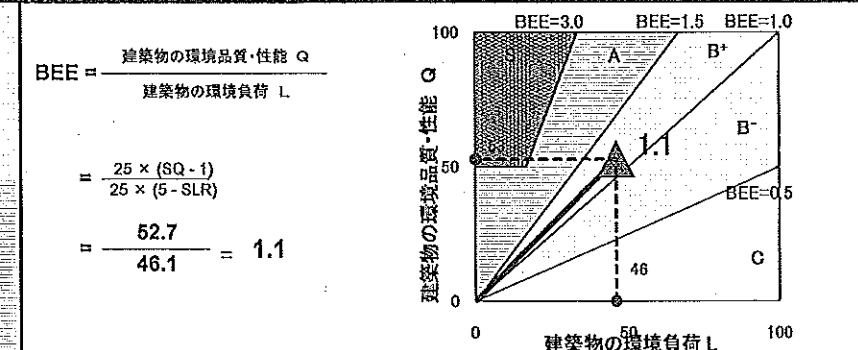 BEE = 建築物の環境品質・性能 Q
建築物の環境負荷 L
= 25 × (SQ - 1)
25 × (5 - SLR)
= 52.7
46.1
= 1.1
BEE=3.0 BEE=1.5 BEE=1.0
100
S A B+
建築物の環境品質・性能 Q
B-
1.1
50
BEE=0.5
46
C
0
0 50 100
建築物の環境負荷 L